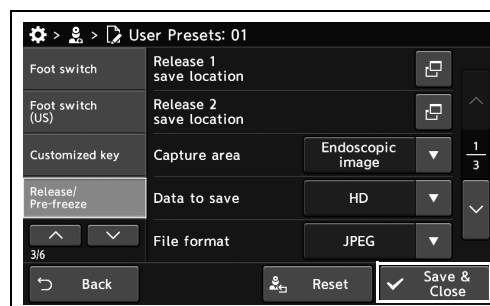 > > User Presets: 01
Foot switch
Release 1
save location
Foot switch
(US)
Release 2
save location
Customized key
Capture area
Endoscopic
image
1
3
Release/
Pre-freeze
Data to save
HD
File format
JPEG
3/6
Back
Reset
Save &
Close